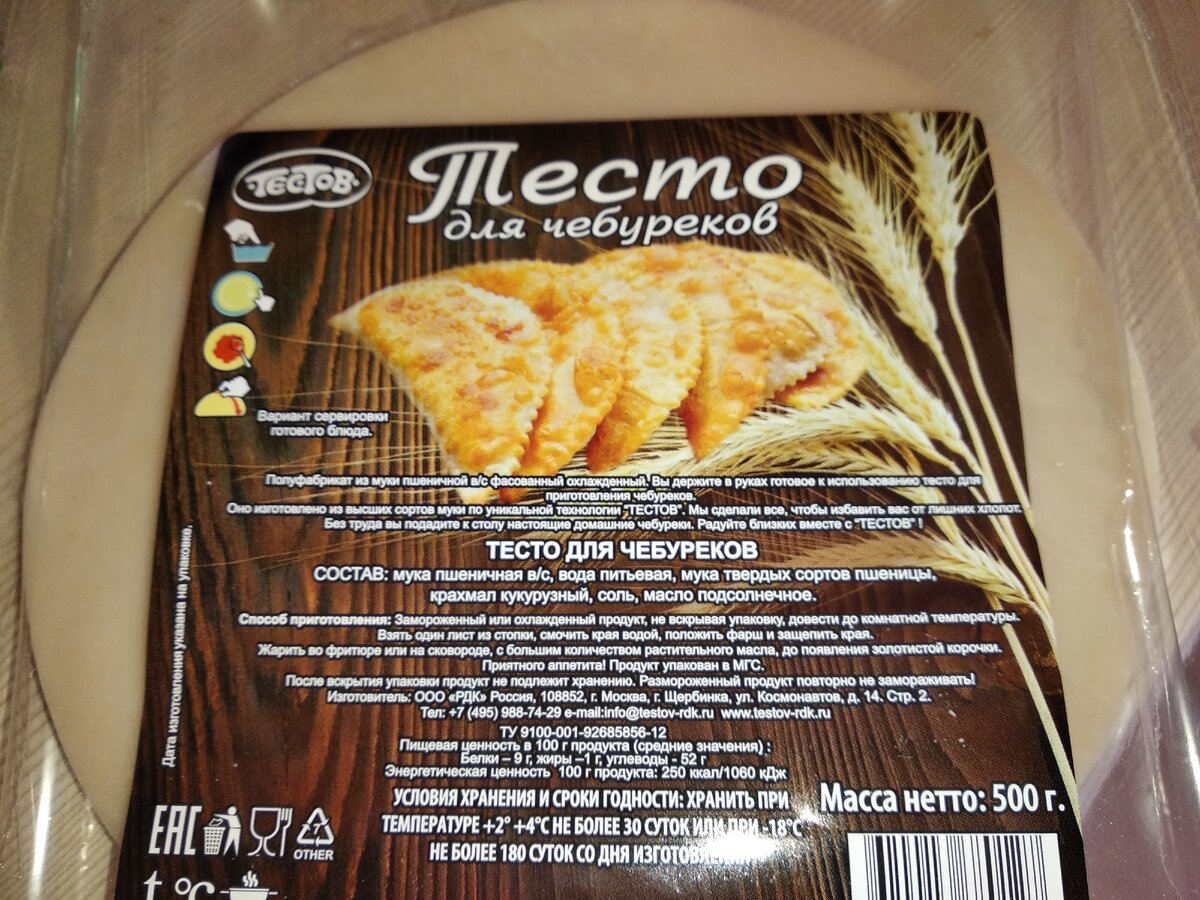 ТЕСТОВ
Тесто
для чебуреков
Вариант сервировки
готового блюда.
Полуфабрикат из муки пшеничной в/с фасованный охлажденный. Вы держите в руках готовое к использованию тесто для
приготовления чебуреков.
Оно изготовлено из высших сортов муки по уникальной технологии "ТЕСТОВ". Мы сделали все, чтобы избавить вас от лишних хлопот.
Без труда вы подадите к столу настоящие домашние чебуреки. Радуйте близких вместе с "ТЕСТОВ" !
ТЕСТО ДЛЯ ЧЕБУРЕКОВ
СОСТАВ: мука пшеничная в/с, вода питьевая, мука твердых сортов пшеницы,
крахмал кукурузный, соль, масло подсолнечное.
Способ приготовления: Замороженный или охлажденный продукт, не вскрывая упаковку, довести до комнатной температуры.
Взять один лист из стопки, смочить края водой, положить фарш и защепить края.
Жарить во фритюре или на сковороде, с большим количеством растительного масла, до появления золотистой корочки.
Приятного аппетита! Продукт упакован в МГС.
После вскрытия упаковки продукт не подлежит хранению. Размороженный продукт повторно не замораживать!
Изготовитель: ООО «РДК» Россия, 108852, г. Москва, г. Щербинка, ул. Космонавтов, д. 14. Стр. 2.
Тел: +7 (495) 988-74-29 e-mail:info@testov-rdk.ru www.testov-rdk.ru
ТУ 9100-001-92685856-12
Пищевая ценность в 100 г продукта (средние значения) :
Белки – 9 г, жиры –1 г, углеводы - 52 г
Энергетическая ценность 100 г продукта: 250 ккал/1060 кДж
УСЛОВИЯ ХРАНЕНИЯ И СРОКИ ГОДНОСТИ: ХРАНИТЬ ПРИ
ТЕМПЕРАТУРЕ +2° +4°С НЕ БОЛЕЕ 30 СУТОК ИЛИ ПРИ -18°С
НЕ БОЛЕЕ 180 СУТОК СО ДНЯ ИЗГОТОВЛЕНИЯ
Масса нетто: 500 г.
Дата изготовления указана на упаковке.
EAC
7
OTHER
t °C